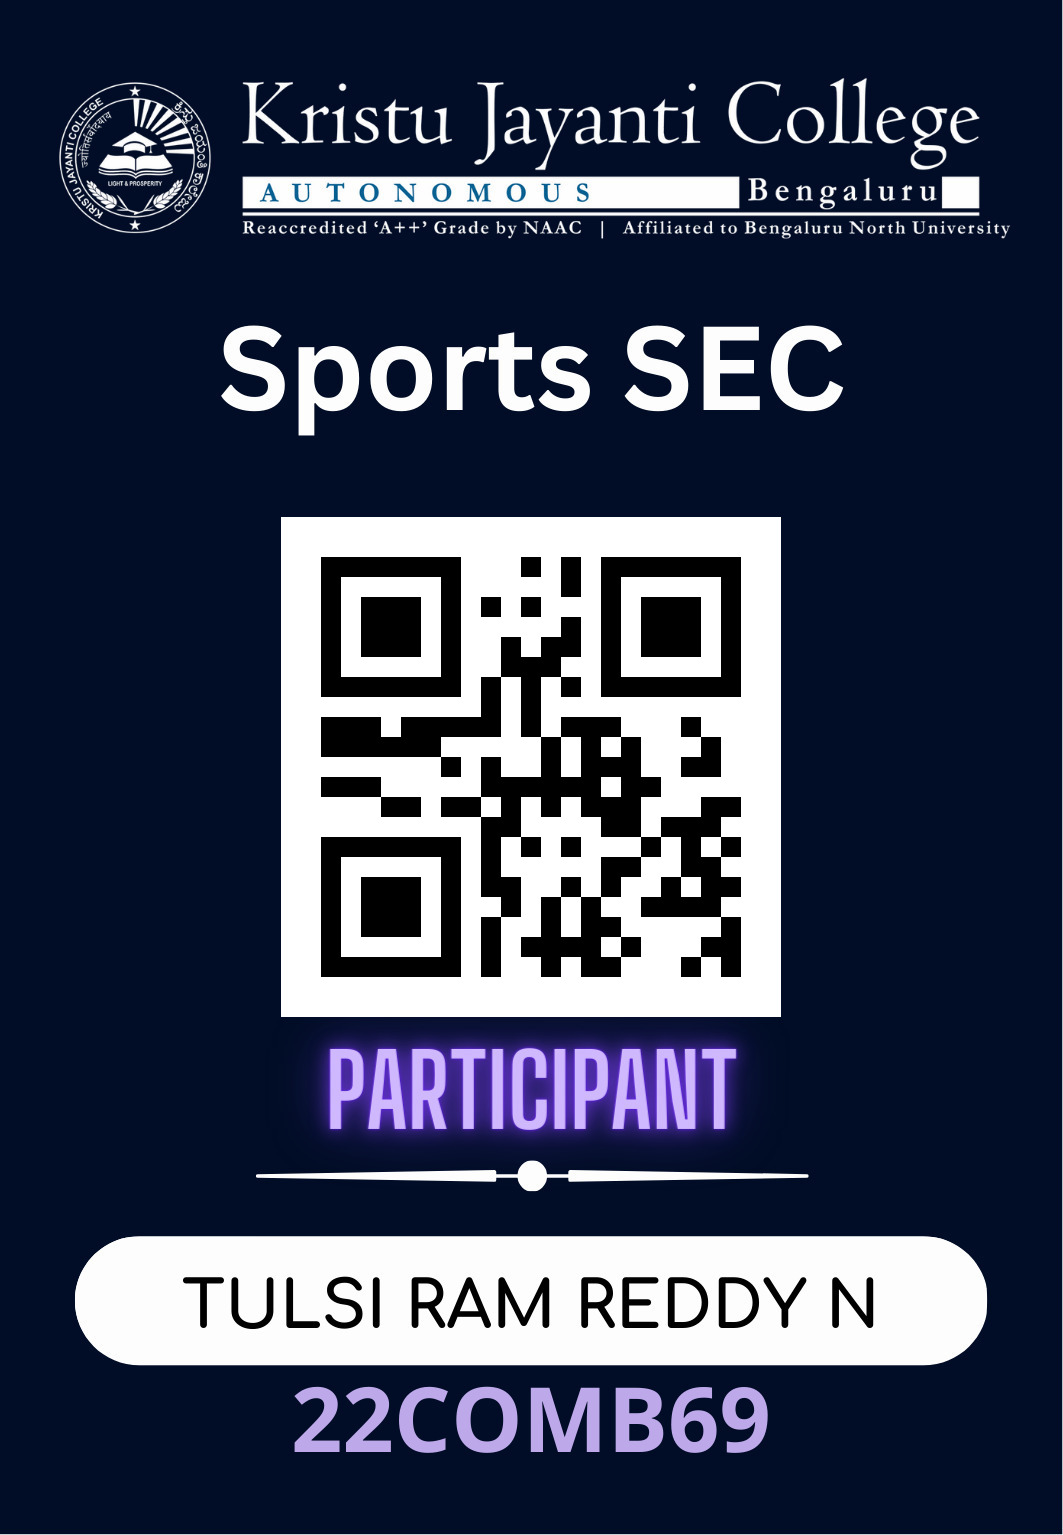 KRISTU JAYANTI COLLEGE
LIGHT & PROSPERITY
Kristu Jayanti College
AUTONOMOUS Bengaluru
Reaccredited ‘A++’ Grade by NAAC | Affiliated to Bengaluru North University
Sports SEC
PARTICIPANT
TULSI RAM REDDY N
22COMB69